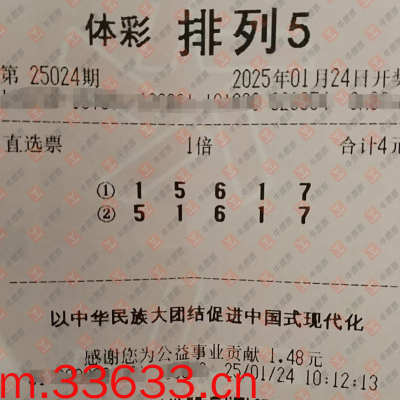 体彩 排列5
第 25024期 2025年01月24日开奖
直选票 1倍 合计4元
① 1 5 6 1 7
② 5 1 6 1 7
以中华民族大团结促进中国式现代化
感谢您为公益事业贡献 1.48元
25/01/24 10:12:13
m.33633.cn